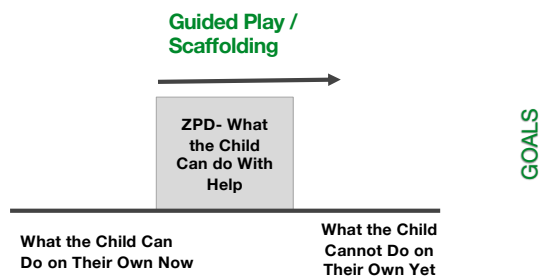 Guided Play /
Scaffolding
ZPD- What
the Child
Can do With
Help
GOALS
What the Child Can
Do on Their Own Now
What the Child
Cannot Do on
Their Own Yet